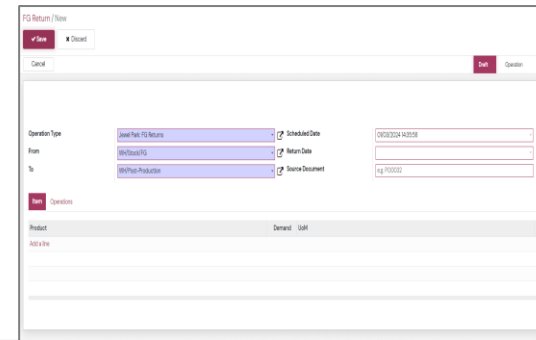 FG Return / New
Save Discard
Cancel Draft Operation
Operation Type Jewel Park: FG Returns Scheduled Date 01/03/2024 14:35:58
From WH/Stock/FG Return Date
To WH/Post-Production Source Document e.g. PO0032
Item Operations
Product Demand UoM
Add a line